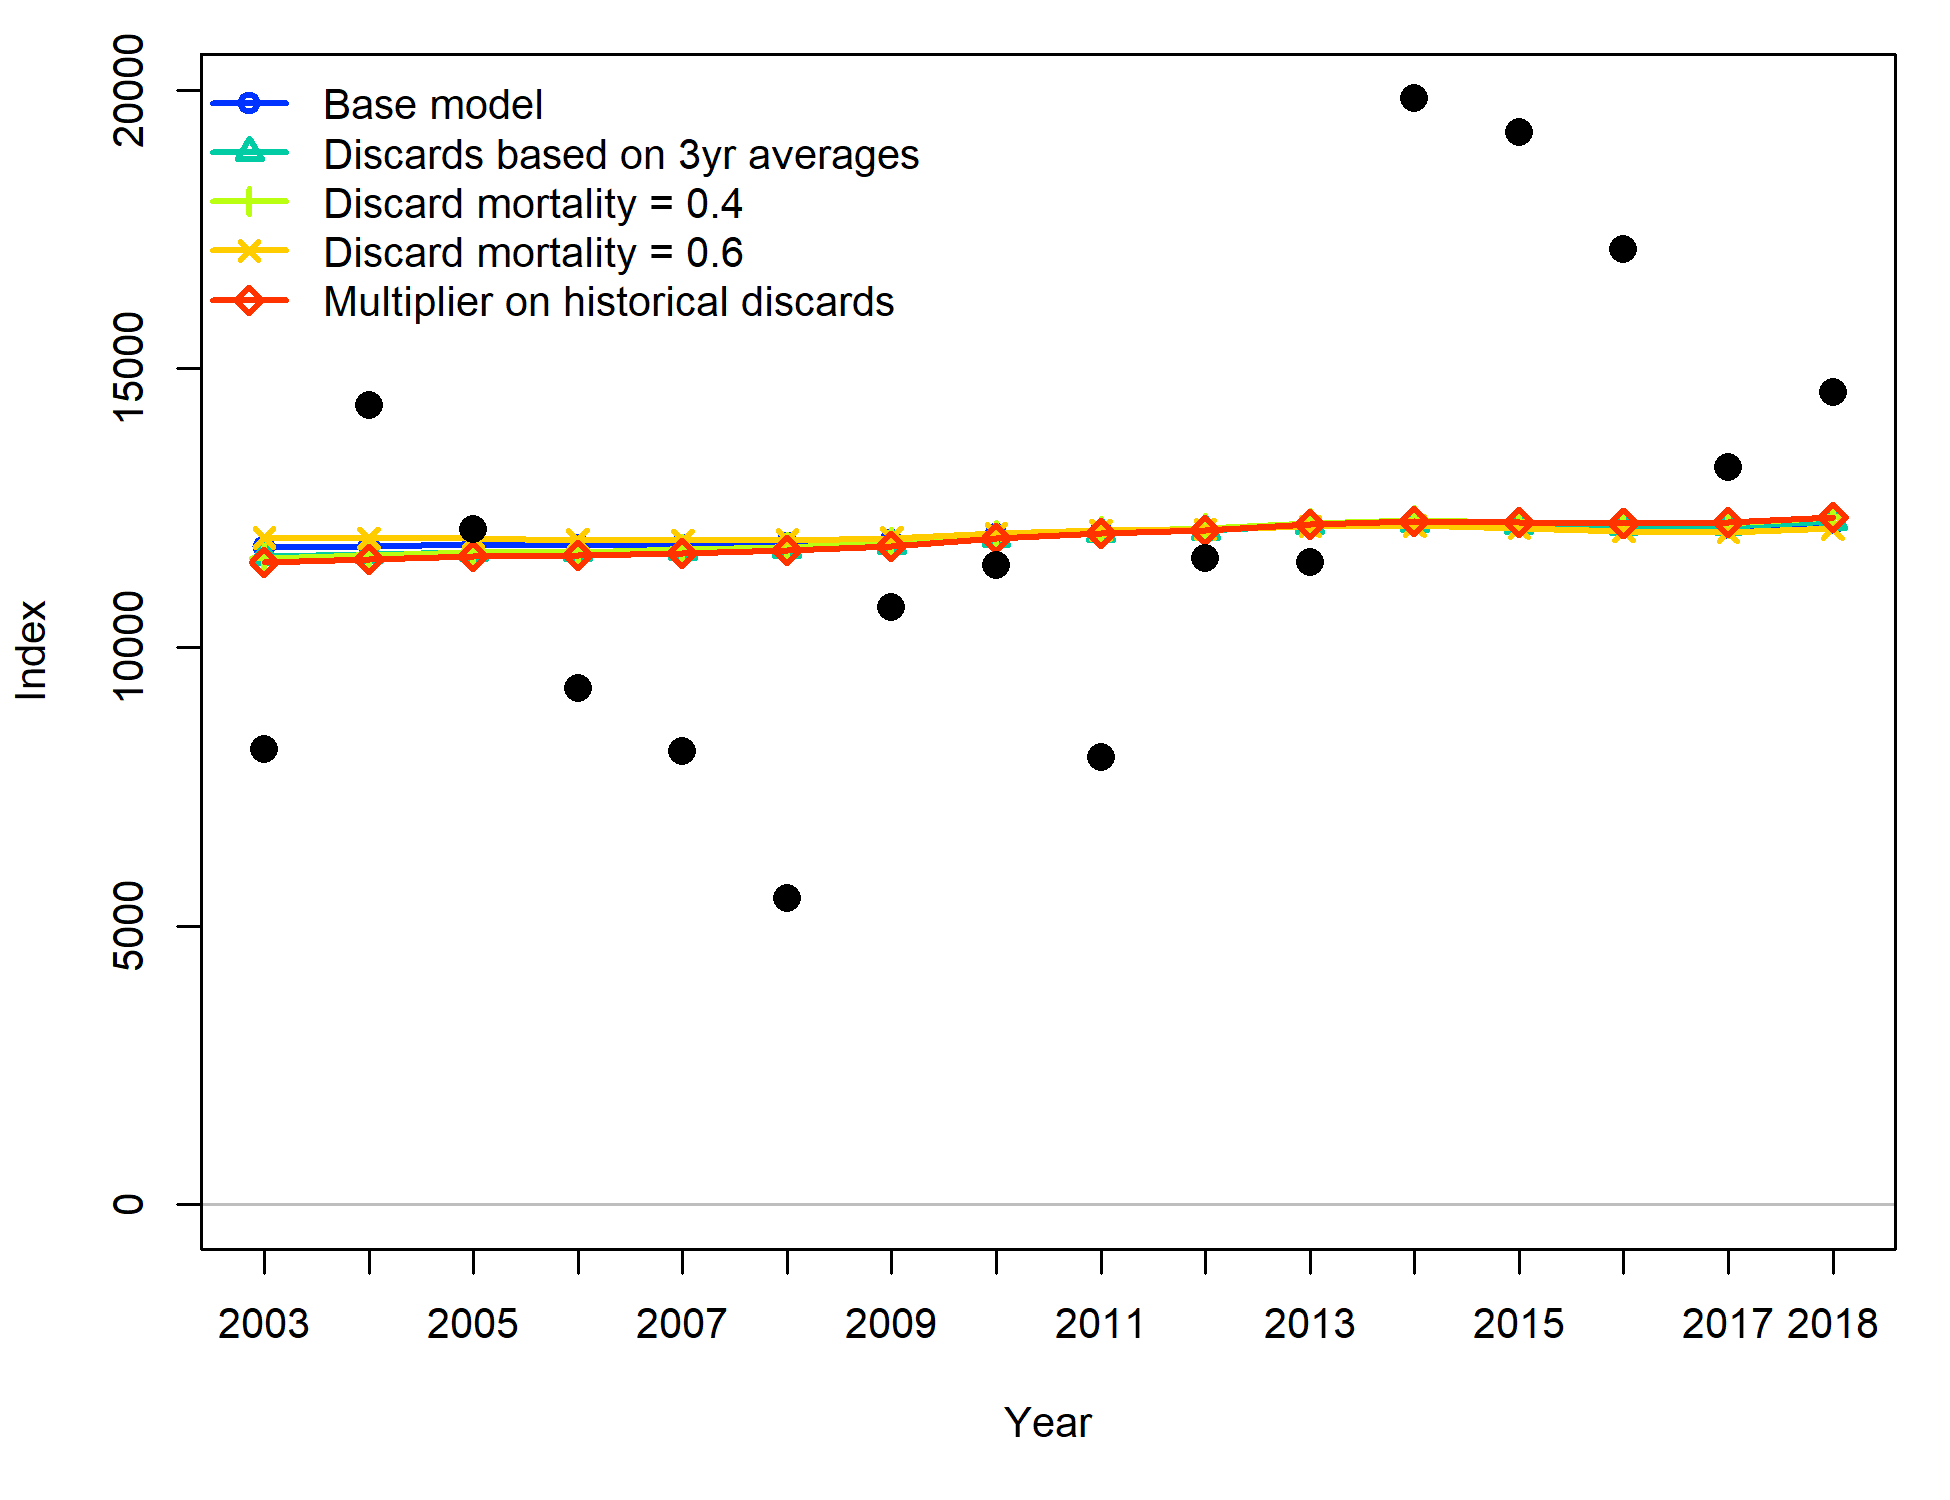 Base model
Discards based on 3yr averages
Discard mortality = 0.4
Discard mortality = 0.6
Multiplier on historical discards
20000
15000
10000
5000
0
Index
2003 2005 2007 2009 2011 2013 2015 2017 2018
Year